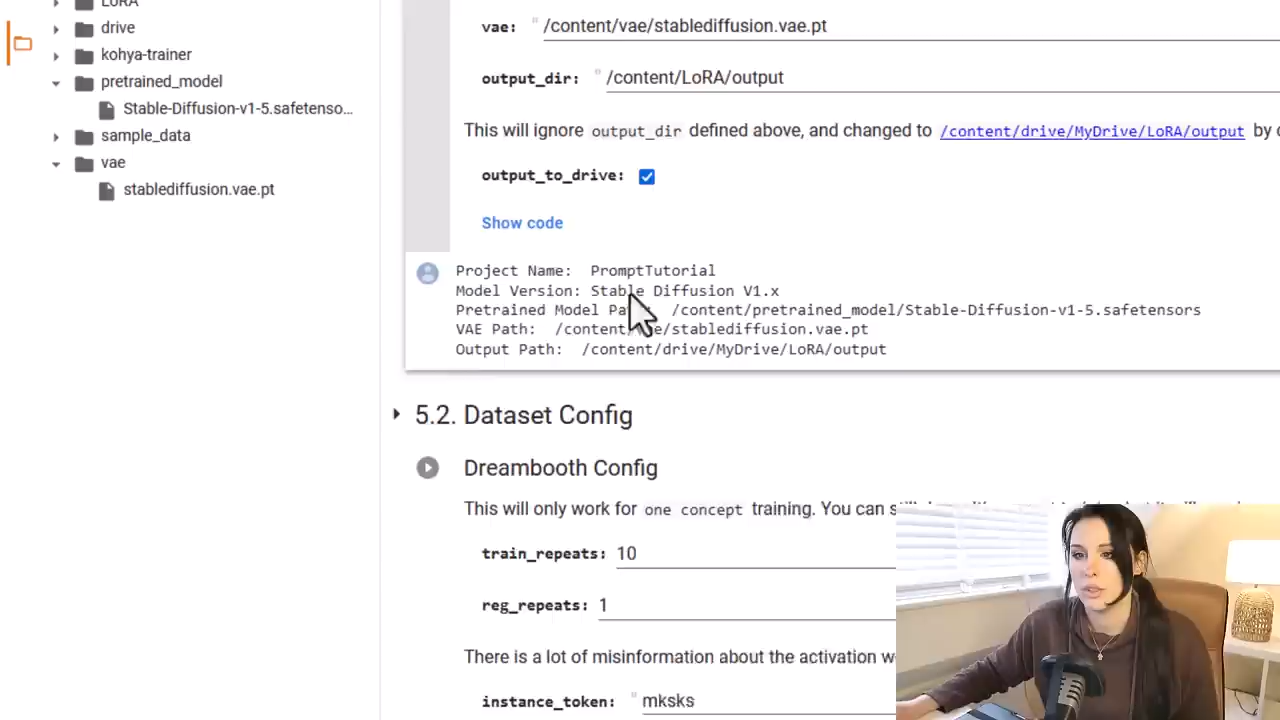 LoRA
drive
kohya-trainer
pretrained_model
Stable-Diffusion-v1-5.safetenso...
sample_data
vae
stablediffusion.vae.pt
vae: "/content/vae/stablediffusion.vae.pt
output_dir: "/content/LoRA/output
This will ignore output_dir defined above, and changed to /content/drive/MyDrive/LoRA/output by
output_to_drive:
Show code
Project Name: PromptTutorial
Model Version: Stable Diffusion V1.x
Pretrained Model /content/pretrained_model/Stable-Diffusion-v1-5.safetensors
VAE Path: /content/vae/stablediffusion.vae.pt
Output Path: /content/drive/MyDrive/LoRA/output
5.2. Dataset Config
Dreambooth Config
This will only work for one concept training. You can
train_repeats: 10
reg_repeats: 1
There is a lot of misinformation about the activation
instance_token: "mksks